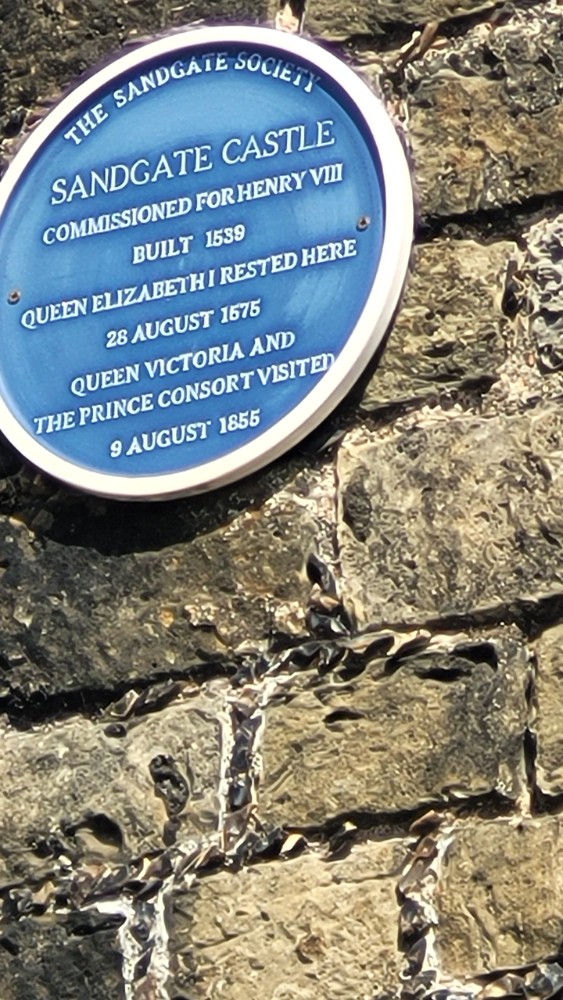 THE SANDGATE SOCIETY
SANDGATE CASTLE
COMMISSIONED FOR HENRY VIII
BUILT 1539
QUEEN ELIZABETH I RESTED HERE
28 AUGUST 1575
QUEEN VICTORIA AND
THE PRINCE CONSORT VISITED
9 AUGUST 1855